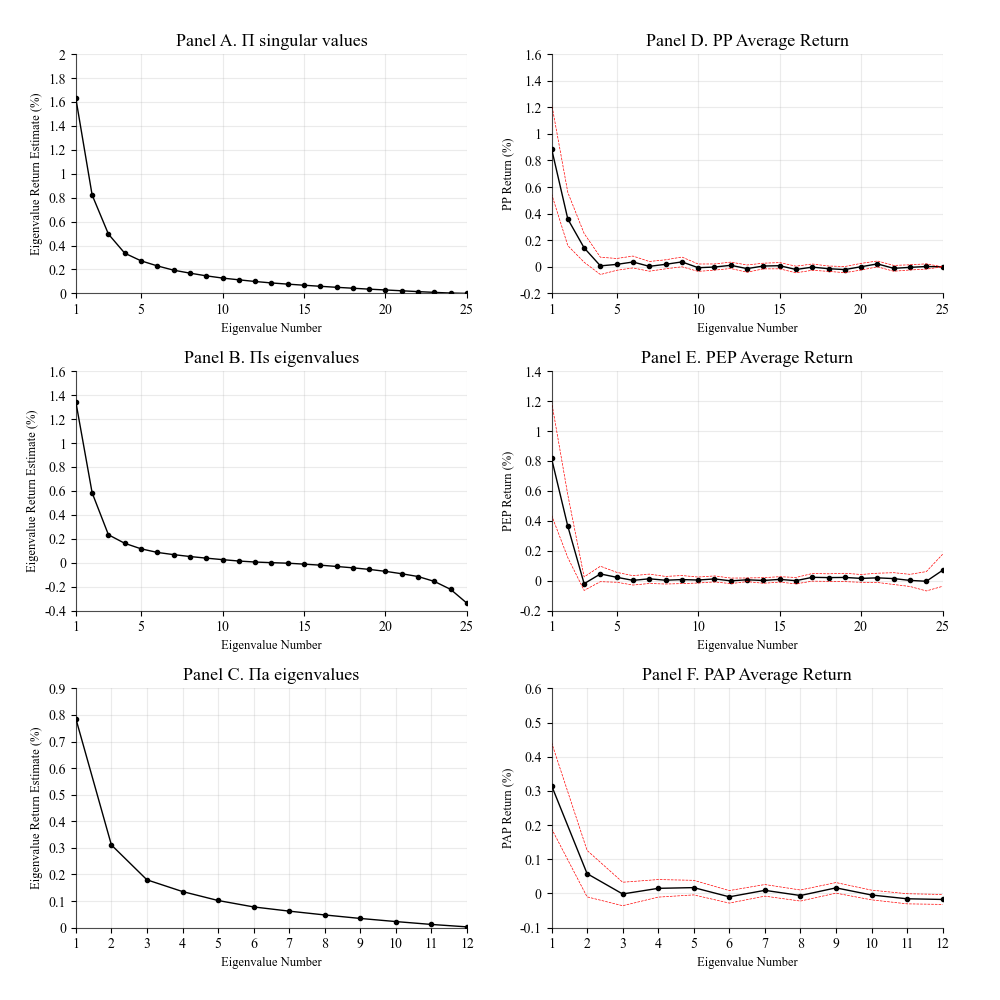 Panel A. Π singular values
Eigenvalue Return Estimate (%)
2
1.8
1.6
1.4
1.2
1
0.8
0.6
0.4
0.2
0
1 5 10 15 20 25
Eigenvalue Number
Panel D. PP Average Return
PP Return (%)
1.6
1.4
1.2
1
0.8
0.6
0.4
0.2
0
-0.2
1 5 10 15 20 25
Eigenvalue Number
Panel B. Πs eigenvalues
Eigenvalue Return Estimate (%)
1.6
1.4
1.2
1
0.8
0.6
0.4
0.2
0
-0.2
-0.4
1 5 10 15 20 25
Eigenvalue Number
Panel E. PEP Average Return
PEP Return (%)
1.4
1.2
1
0.8
0.6
0.4
0.2
0
-0.2
1 5 10 15 20 25
Eigenvalue Number
Panel C. Πa eigenvalues
Eigenvalue Return Estimate (%)
0.9
0.8
0.7
0.6
0.5
0.4
0.3
0.2
0.1
0
1 2 3 4 5 6 7 8 9 10 11 12
Eigenvalue Number
Panel F. PAP Average Return
PAP Return (%)
0.6
0.5
0.4
0.3
0.2
0.1
0
-0.1
1 2 3 4 5 6 7 8 9 10 11 12
Eigenvalue Number